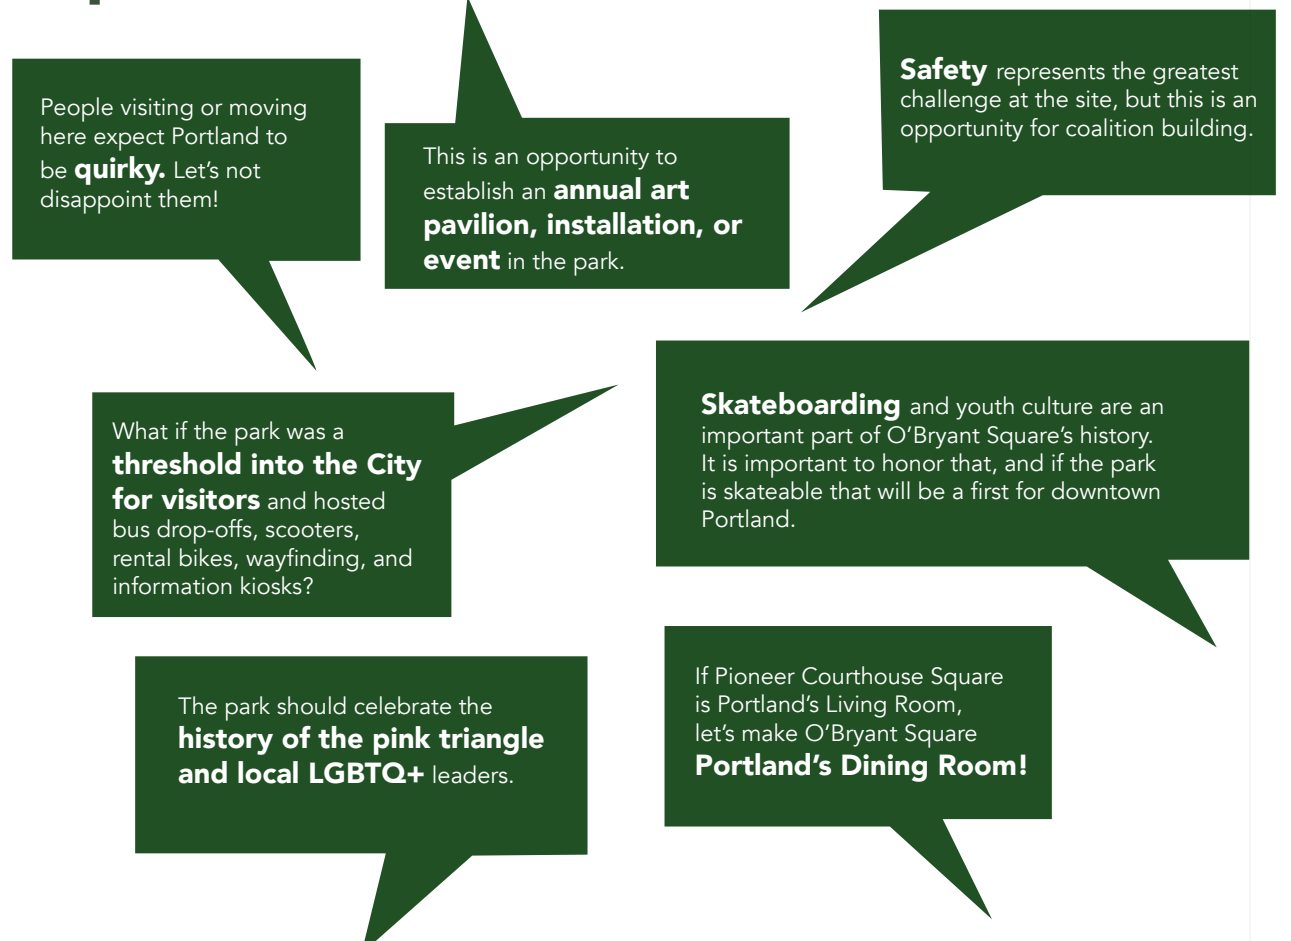 People visiting or moving
here expect Portland to
be quirky. Let's not
disappoint them!
This is an opportunity to
establish an annual art
pavilion, installation, or
event in the park.
Safety represents the greatest
challenge at the site, but this is an
opportunity for coalition building.
What if the park was a
threshold into the City
for visitors and hosted
bus drop-offs, scooters,
rental bikes, wayfinding, and
information kiosks?
Skateboarding and youth culture are an
important part of O'Bryant Square's history.
It is important to honor that, and if the park
is skateable that will be a first for downtown
Portland.
The park should celebrate the
history of the pink triangle
and local LGBTQ+ leaders.
If Pioneer Courthouse Square
is Portland's Living Room,
let's make O'Bryant Square
Portland's Dining Room!